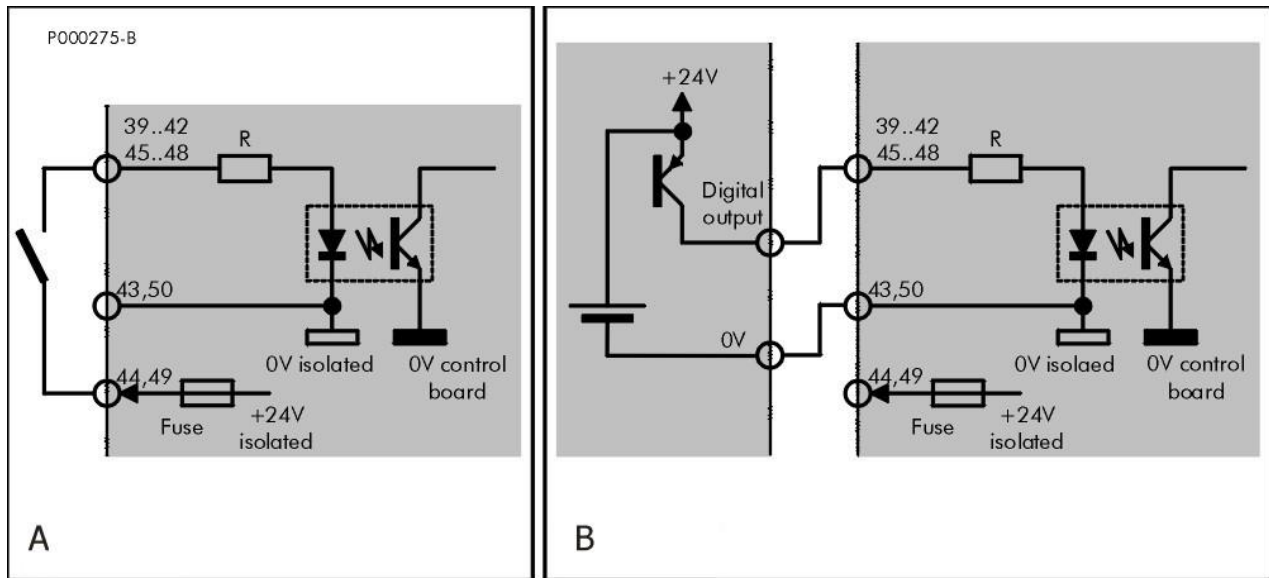 P000275-B
39..42
45..48
R
43,50
0V isolated
0V control
board
44,49
Fuse
+24V
isolated
A
+24V
Digital
output
0V
39..42
45..48
R
43,50
0V isolaed
0V control
board
44,49
Fuse
+24V
isolated
B